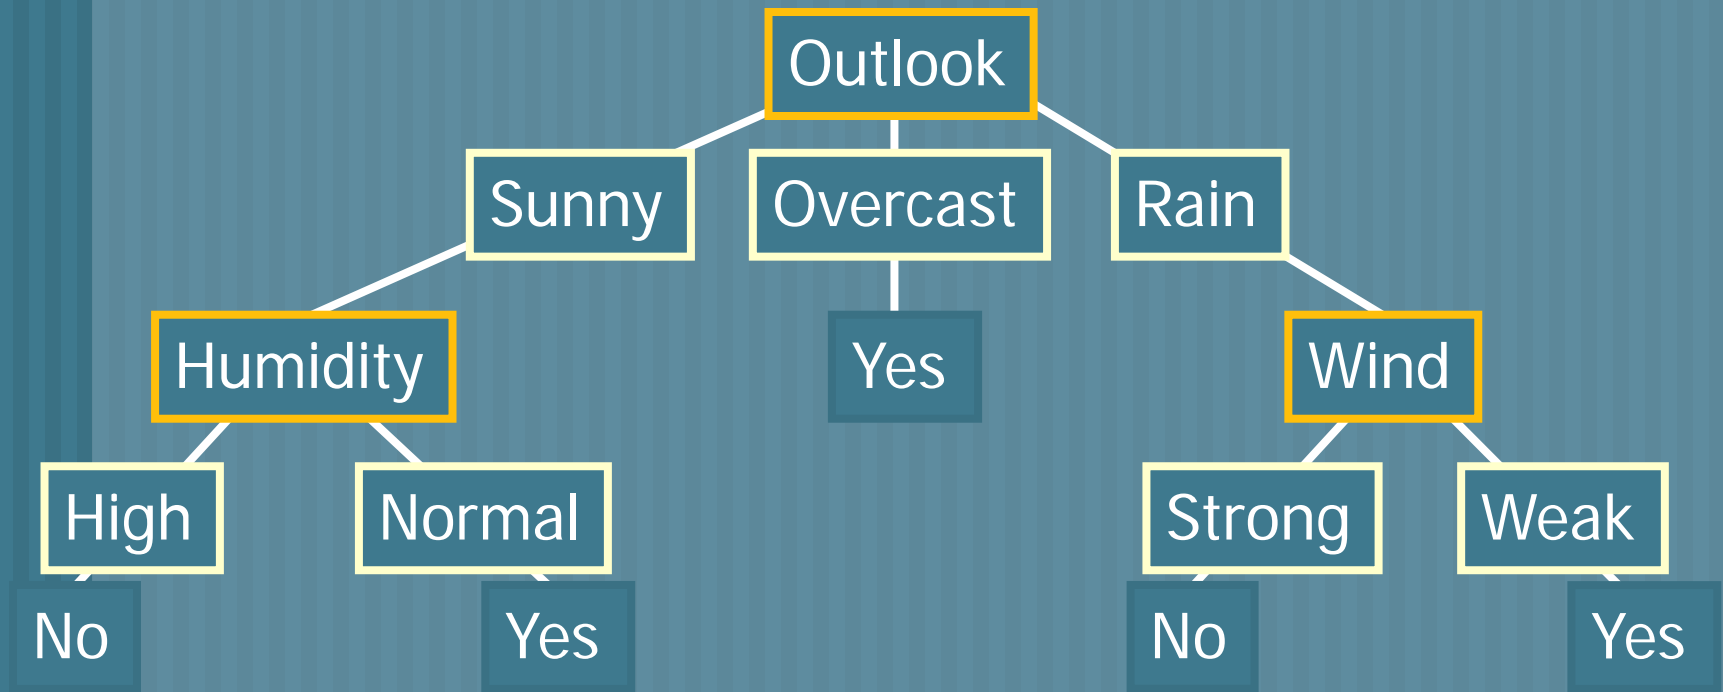 Outlook
Sunny
Overcast
Rain
Humidity
Yes
Wind
High
Normal
Strong
Weak
No
Yes
No
Yes